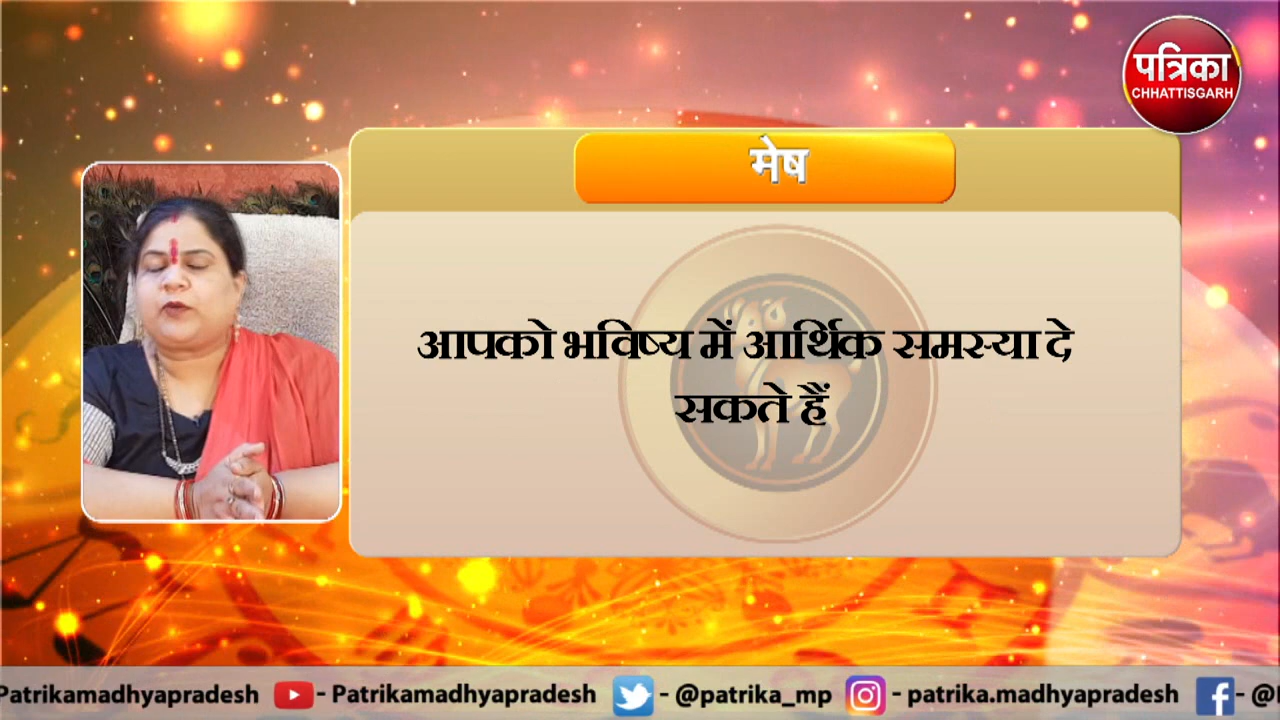 पत्रिका
CHHATTISGARH
मेष
आपको भविष्य में आर्थिक समस्या दे
सकते हैं
Patrikamadhyapradesh - Patrikamadhyapradesh - @patrika_mp - patrika.madhyapradesh - @